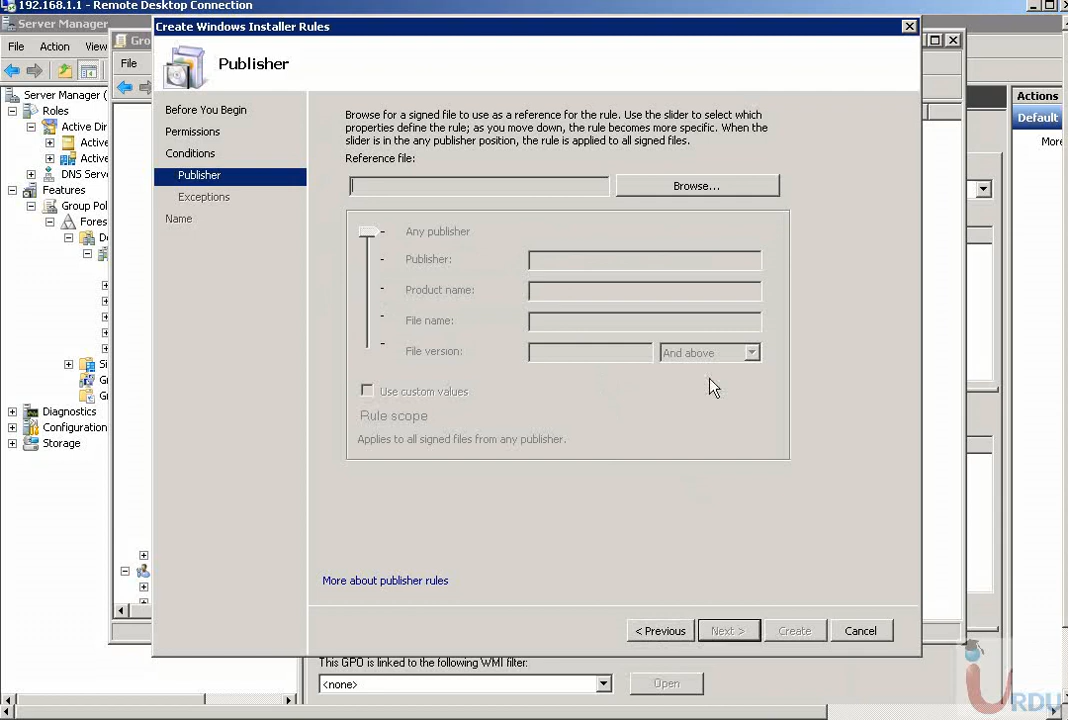 192.168.1.1 - Remote Desktop Connection
Server Manager
File Action View
Server Manager (
Roles
Active Dir
Active
Active
DNS Serve
Features
Group Pol
Fores
D
Si
Gr
G
Diagnostics
Configuration
Storage
Gro
File
Create Windows Installer Rules
Publisher
Before You Begin
Permissions
Conditions
Publisher
Exceptions
Name
Browse for a signed file to use as a reference for the rule. Use the slider to select which
properties define the rule; as you move down, the rule becomes more specific. When the
slider is in the any publisher position, the rule is applied to all signed files.
Reference file:
Browse...
Any publisher
Publisher:
Product name:
File name:
File version:
And above
Use custom values
Rule scope
Applies to all signed files from any publisher.
More about publisher rules
< Previous
Next >
Create
Cancel
This GPO is linked to the following WMI filter:
<none>
Open
Actions
Default
More
URDU